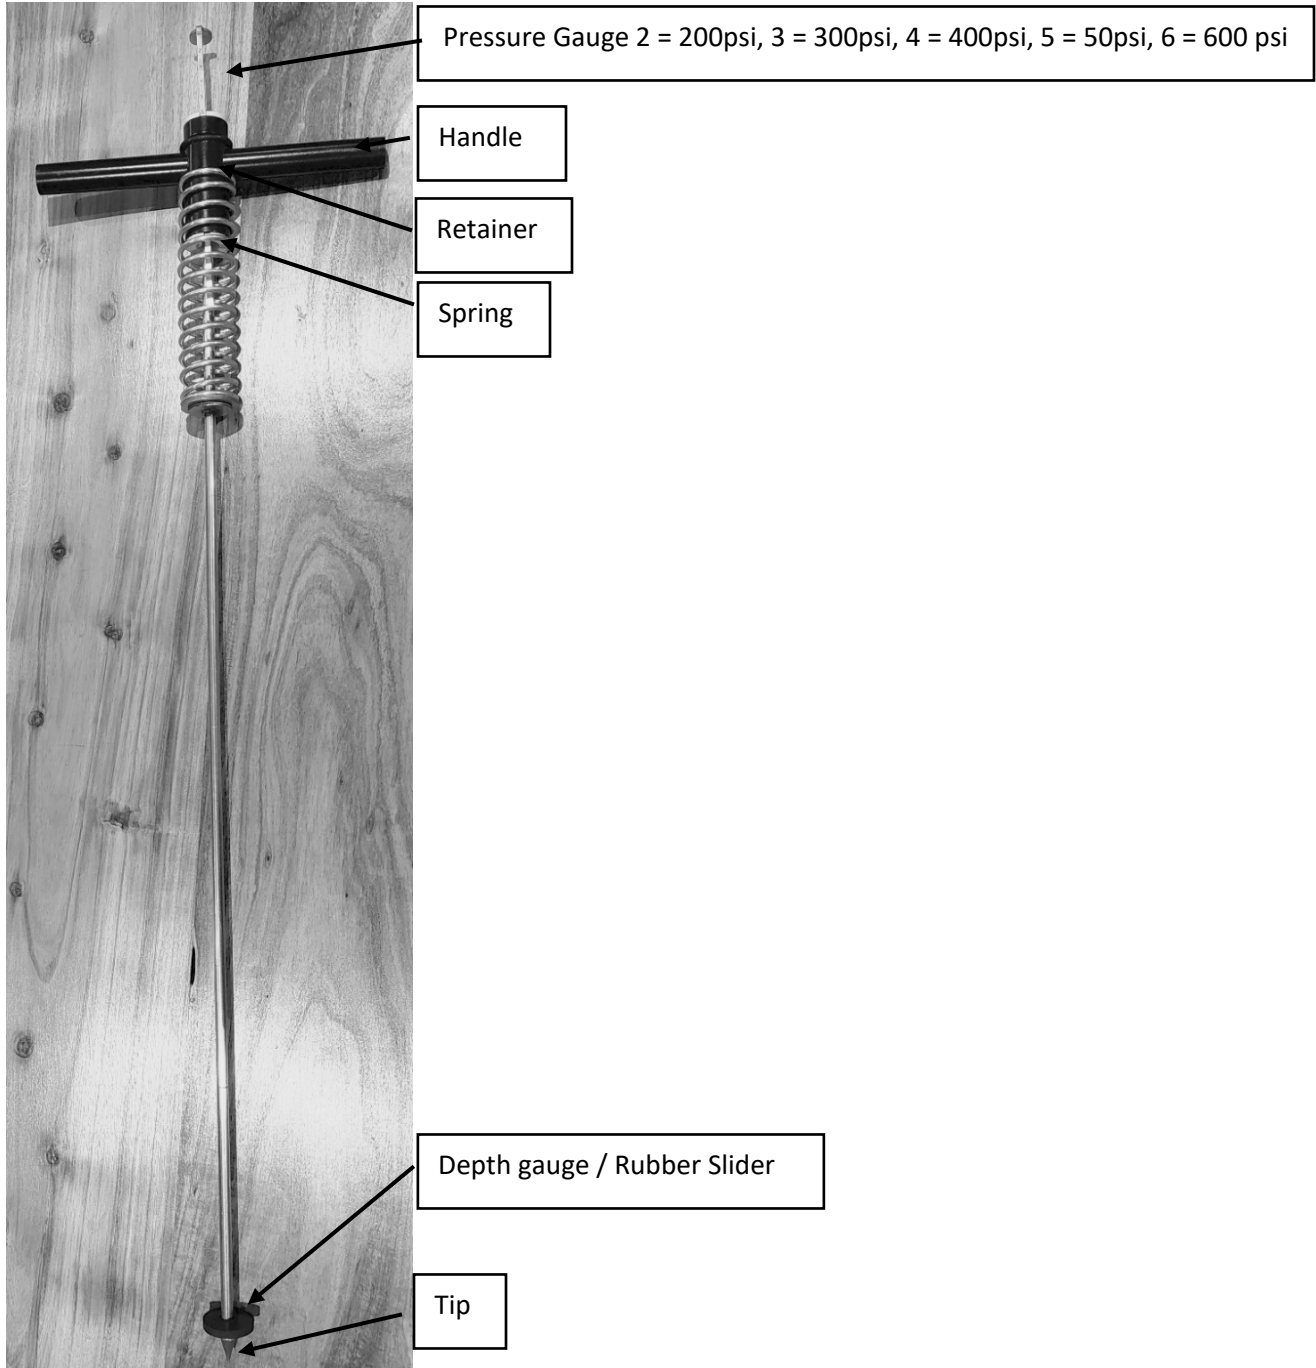 Pressure Gauge 2 = 200psi, 3 = 300psi, 4 = 400psi, 5 = 50psi, 6 = 600 psi
Handle
Retainer
Spring
Depth gauge / Rubber Slider
Tip